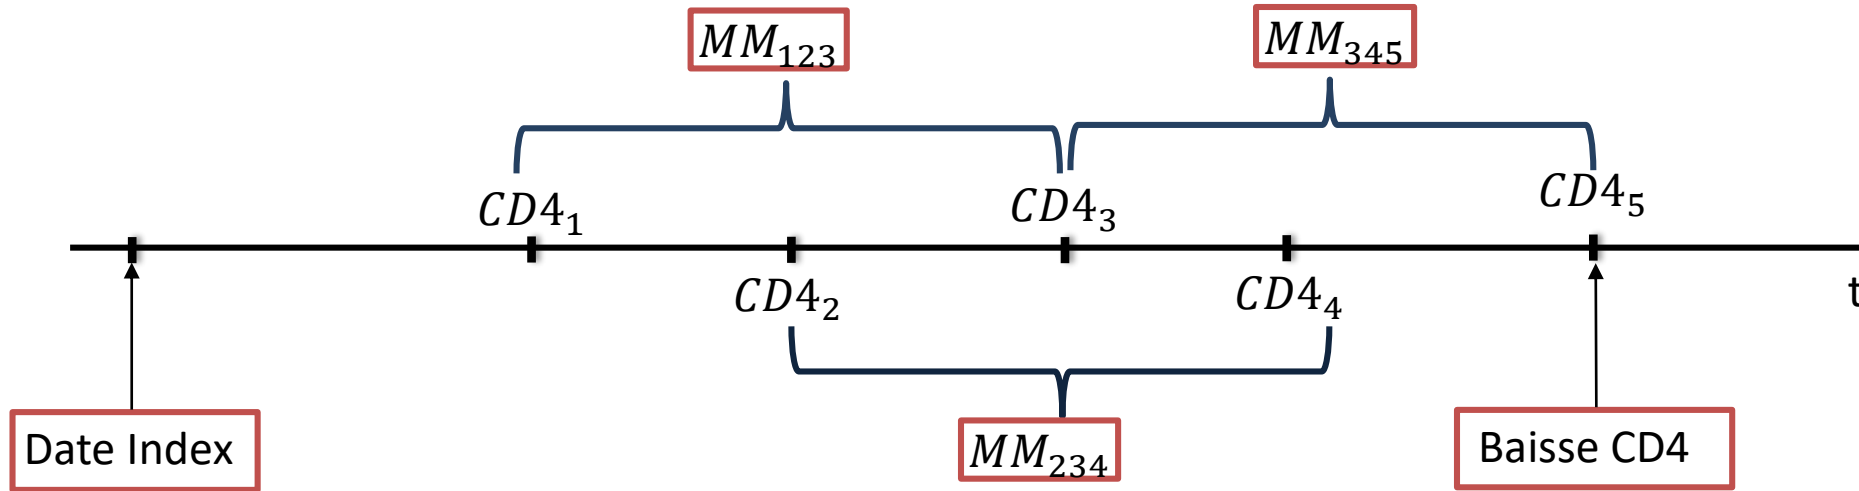 MM₁₂₃ MM₃₄₅
CD4₁ CD4₃ CD4₅
CD4₂ CD4₄ t
Date Index MM₂₃₄ Baisse CD4